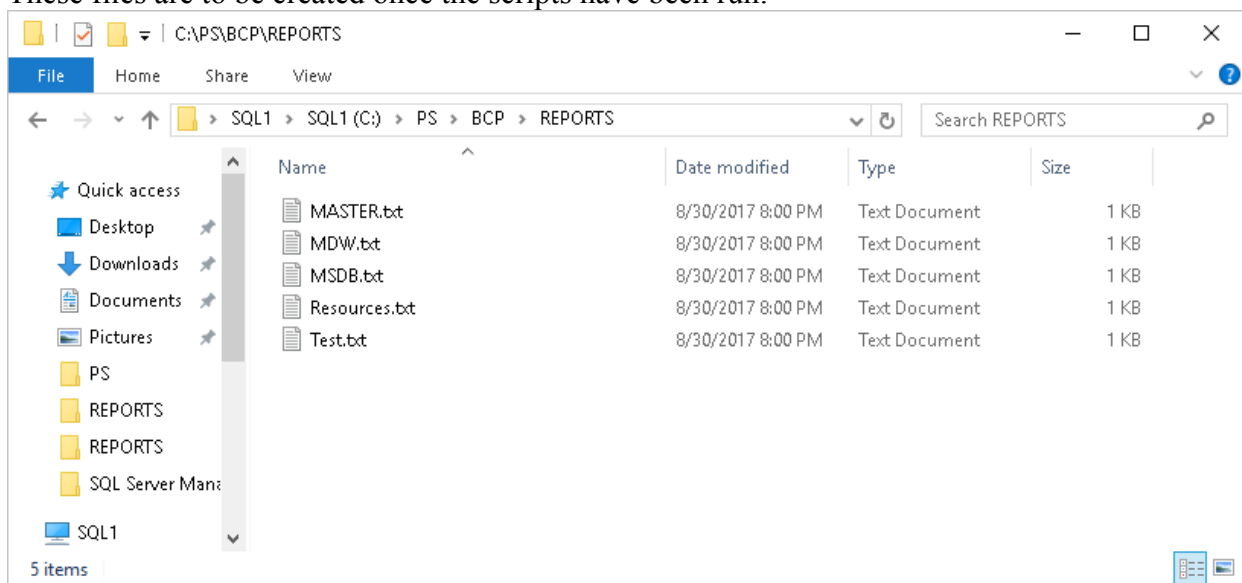 These files are to be created once the scripts have been run.
C:\PS\BCP\REPORTS
File Home Share View
SQL1 > SQL1 (C:) > PS > BCP > REPORTS Search REPORTS
Name Date modified Type Size
Quick access
Desktop
Downloads
Documents
Pictures
PS
REPORTS
REPORTS
SQL Server Mana
SQL1
MASTER.txt 8/30/2017 8:00 PM Text Document 1 KB
MDW.txt 8/30/2017 8:00 PM Text Document 1 KB
MSDB.txt 8/30/2017 8:00 PM Text Document 1 KB
Resources.txt 8/30/2017 8:00 PM Text Document 1 KB
Test.txt 8/30/2017 8:00 PM Text Document 1 KB
5 items